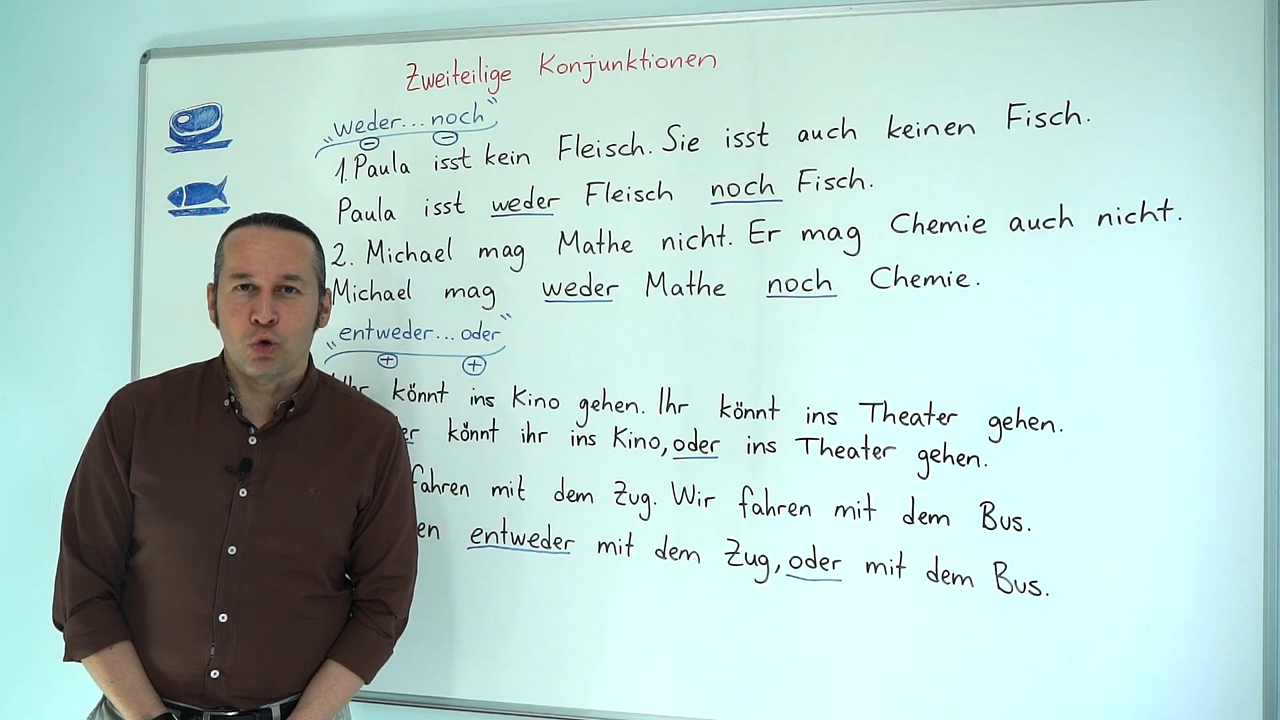 Zweiteilige Konjunktionen
"weder...noch"
1. Paula isst kein Fleisch. Sie isst auch keinen Fisch.
Paula isst weder Fleisch noch Fisch.
2. Michael mag Mathe nicht. Er mag Chemie auch nicht.
Michael mag weder Mathe noch Chemie.
"entweder...oder"
Ihr könnt ins Kino gehen. Ihr könnt ins Theater gehen.
er könnt ihr ins Kino, oder ins Theater gehen.
fahren mit dem Zug. Wir fahren mit dem Bus.
en entweder mit dem Zug, oder mit dem Bus.